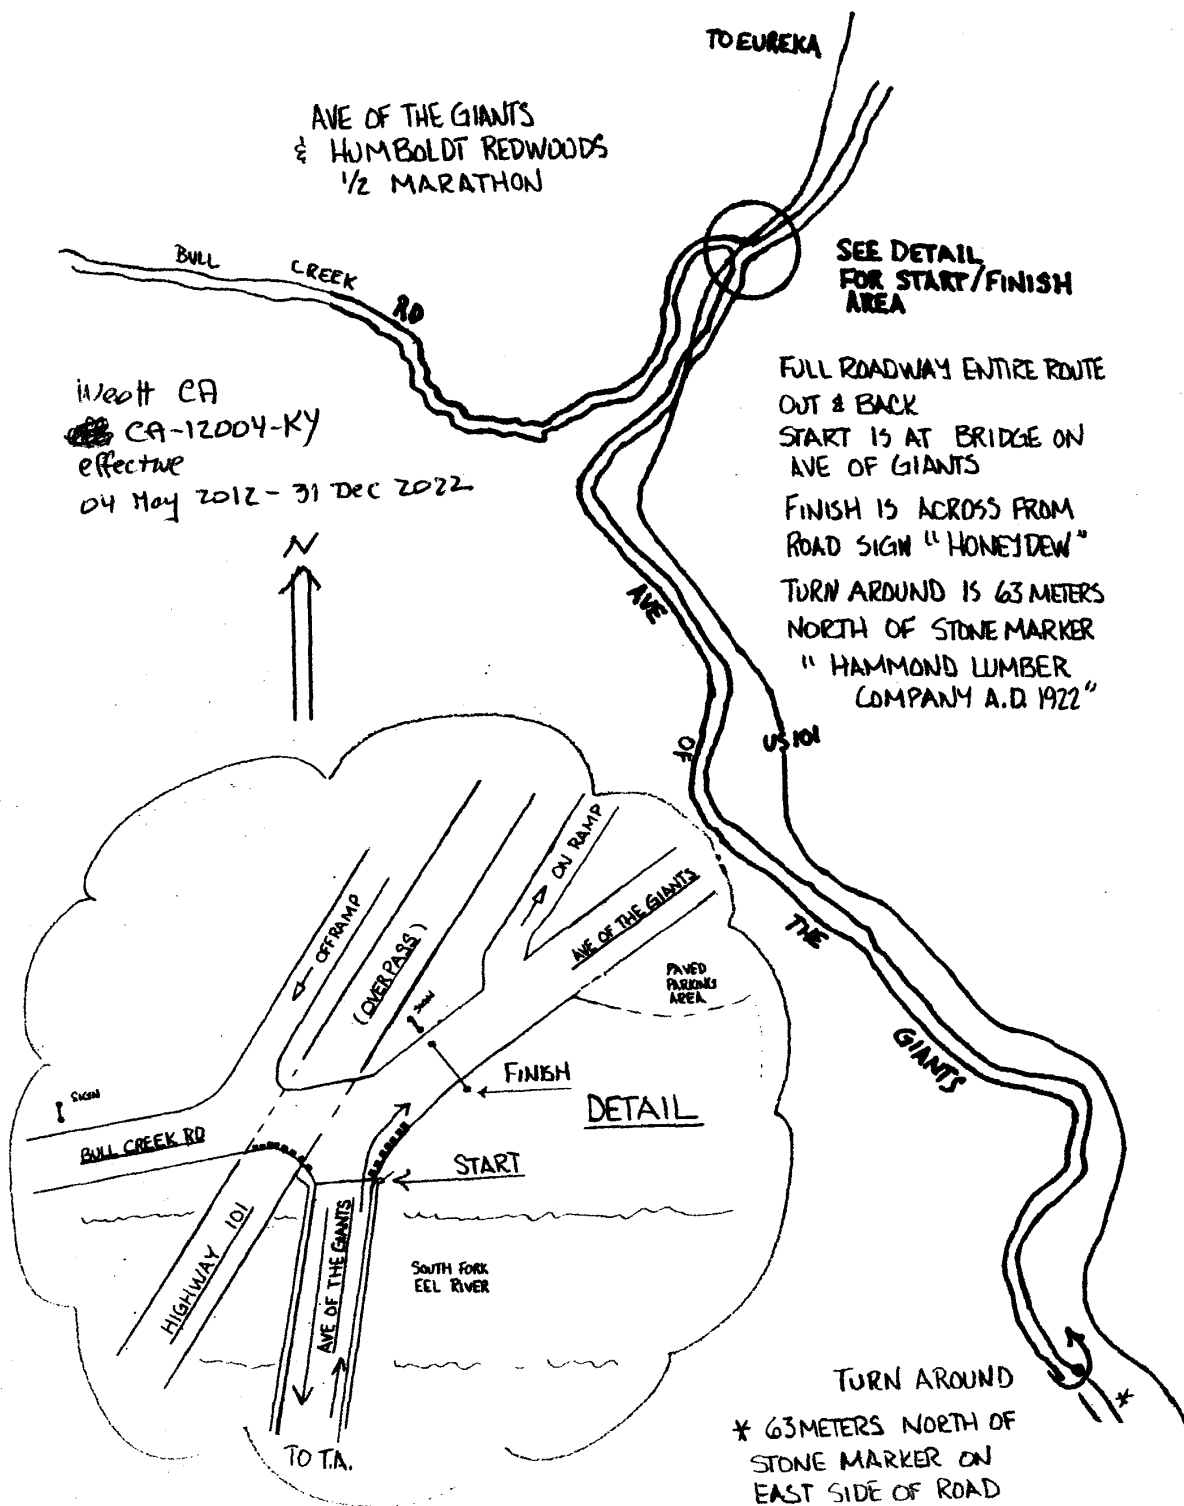 TO EUREKA
AVE OF THE GIANTS
& HUMBOLDT REDWOODS
1/2 MARATHON
BULL CREEK RD
SEE DETAIL
FOR START/FINISH
AREA
FULL ROADWAY ENTIRE ROUTE
OUT & BACK
START IS AT BRIDGE ON
AVE OF GIANTS
FINISH IS ACROSS FROM
ROAD SIGN "HONEYDEW"
TURN AROUND IS 63 METERS
NORTH OF STONE MARKER
"HAMMOND LUMBER
COMPANY A.D. 1922"
Weott CA
CA-12004-KY
effective
04 May 2012 - 31 Dec 2022
N
AVE OF THE GIANTS
US 101
OFF RAMP
(OVERPASS)
ON RAMP
AVE OF THE GIANTS
PAVED
PARKING
AREA
SIGN
FINISH
DETAIL
SIGN
BULL CREEK RD
START
HIGHWAY 101
AVE OF THE GIANTS
SOUTH FORK
EEL RIVER
TO T.A.
TURN AROUND
* 63 METERS NORTH OF
STONE MARKER ON
EAST SIDE OF ROAD
*